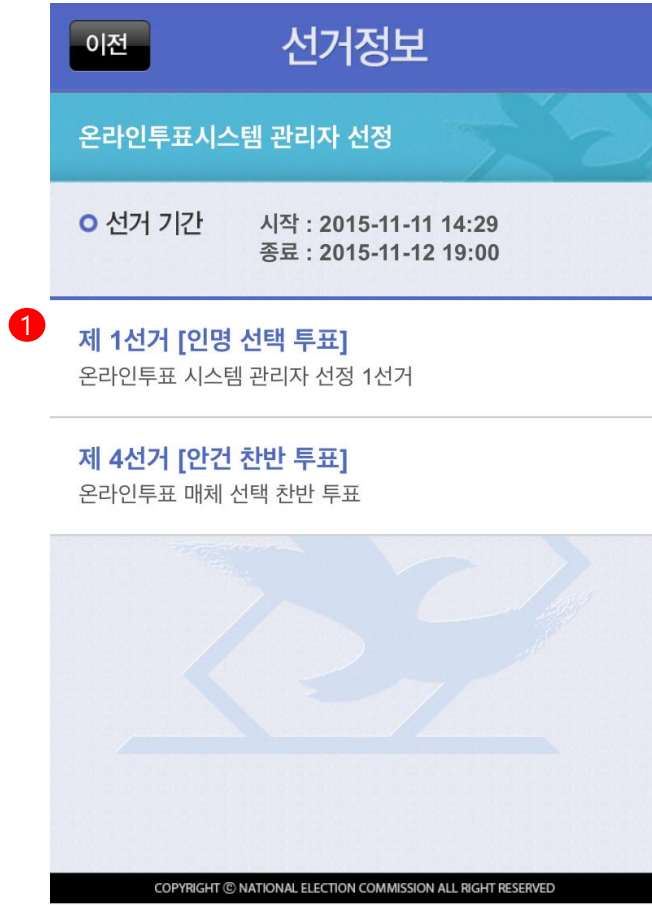 이전
선거정보
온라인투표시스템 관리자 선정
선거 기간
시작 : 2015-11-11 14:29
종료 : 2015-11-12 19:00
1
제 1선거 [인명 선택 투표]
온라인투표 시스템 관리자 선정 1선거
제 4선거 [안건 찬반 투표]
온라인투표 매체 선택 찬반 투표
COPYRIGHT ⓒ NATIONAL ELECTION COMMISSION ALL RIGHT RESERVED